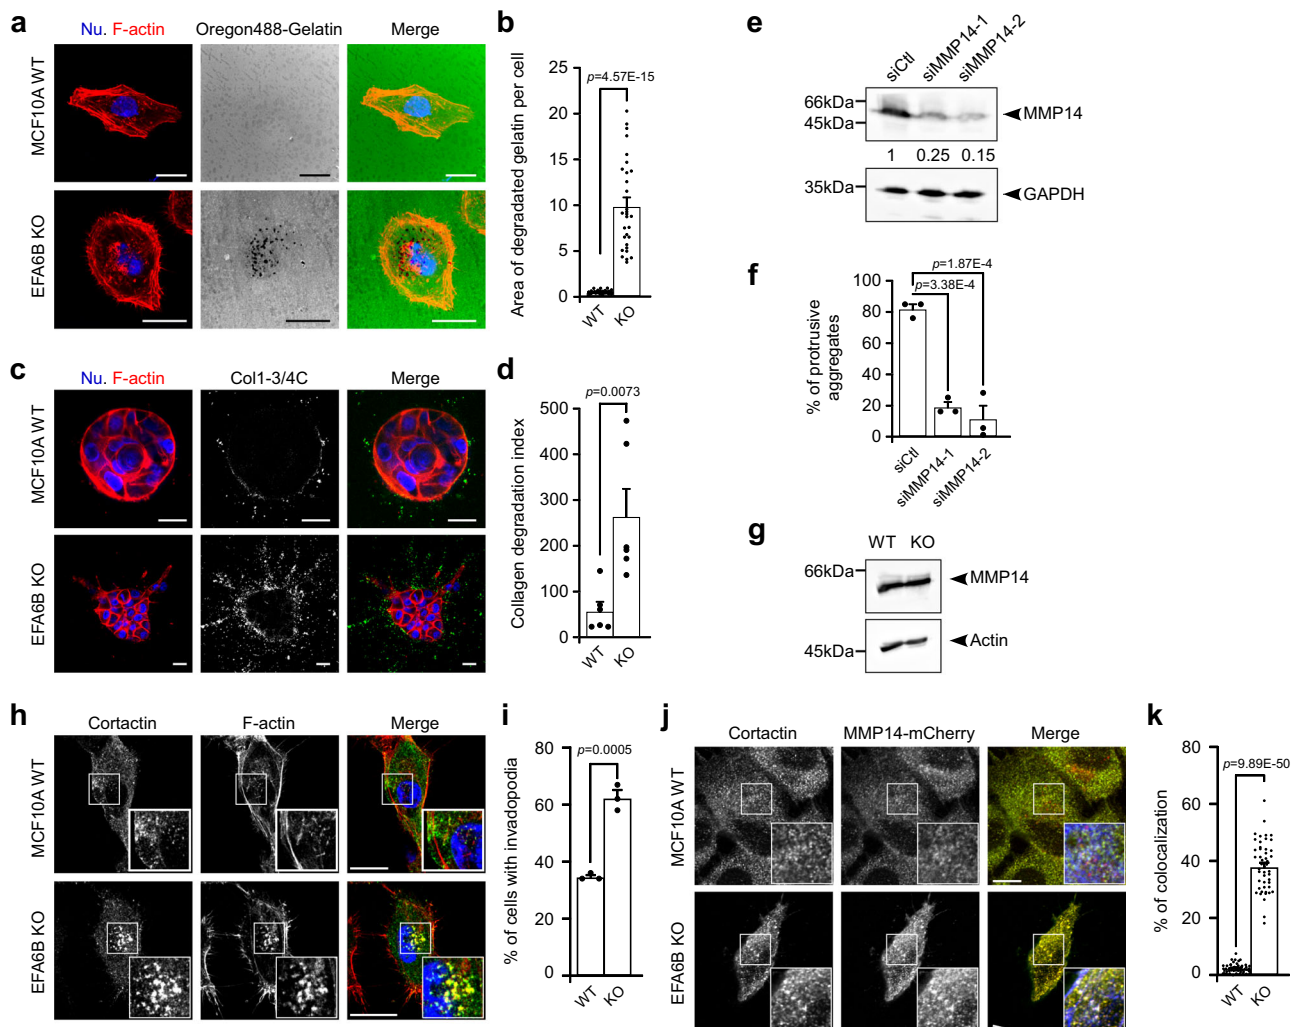 a
Nu. F-actin
Oregon488-Gelatin
Merge
MCF10A WT
EFA6B KO
b
p=4.57E-15
Area of degraded gelatin per cell
25
20
15
10
5
0
WT
KO
c
Nu. F-actin
Col1-3/4C
Merge
MCF10A WT
EFA6B KO
d
p=0.0073
Collagen degradation index
500
400
300
200
100
0
WT
KO
e
siCtl
siMMP14-1
siMMP14-2
66kDa
45kDa
MMP14
1 0.25 0.15
35kDa
GAPDH
f
p=1.87E-4
p=3.38E-4
% of protrusive
aggregates
100
80
60
40
20
0
siCtl
siMMP14-1
siMMP14-2
g
WT KO
66kDa
MMP14
45kDa
Actin
h
Cortactin
F-actin
Merge
MCF10A WT
EFA6B KO
i
p=0.0005
% of cells with invadopodia
80
60
40
20
0
WT
KO
j
Cortactin
MMP14-mCherry
Merge
MCF10A WT
EFA6B KO
k
p=9.89E-50
% of colocalization
80
60
40
20
0
WT
KO